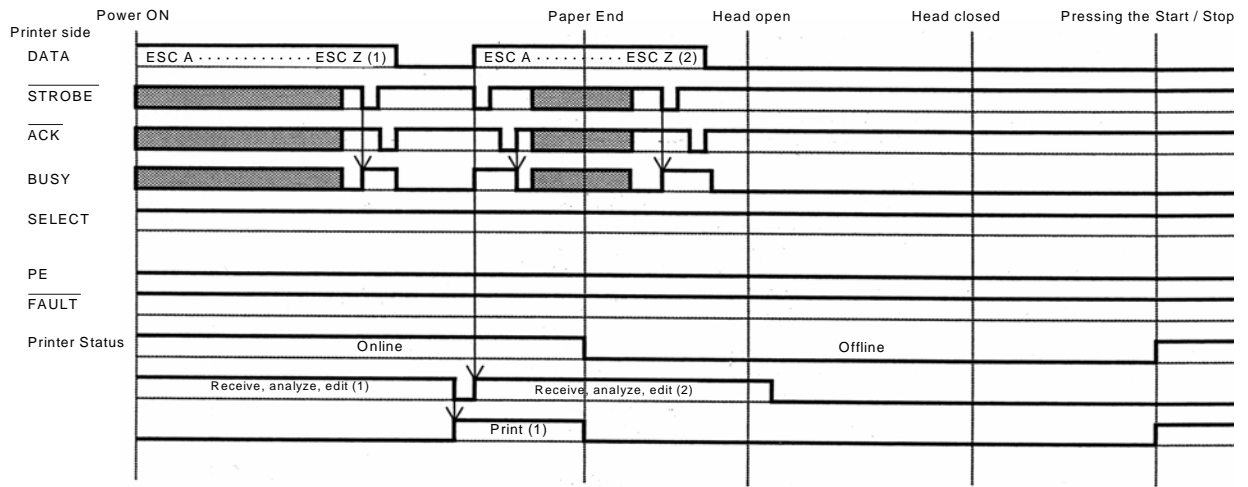 Power ON Paper End Head open Head closed Pressing the Start / Stop
Printer side
DATA ESC A ············· ESC Z (1) ESC A ·········· ESC Z (2)
STROBE
ACK
BUSY
SELECT
PE
FAULT
Printer Status Online Offline
Receive, analyze, edit (1) Receive, analyze, edit (2)
Print (1)